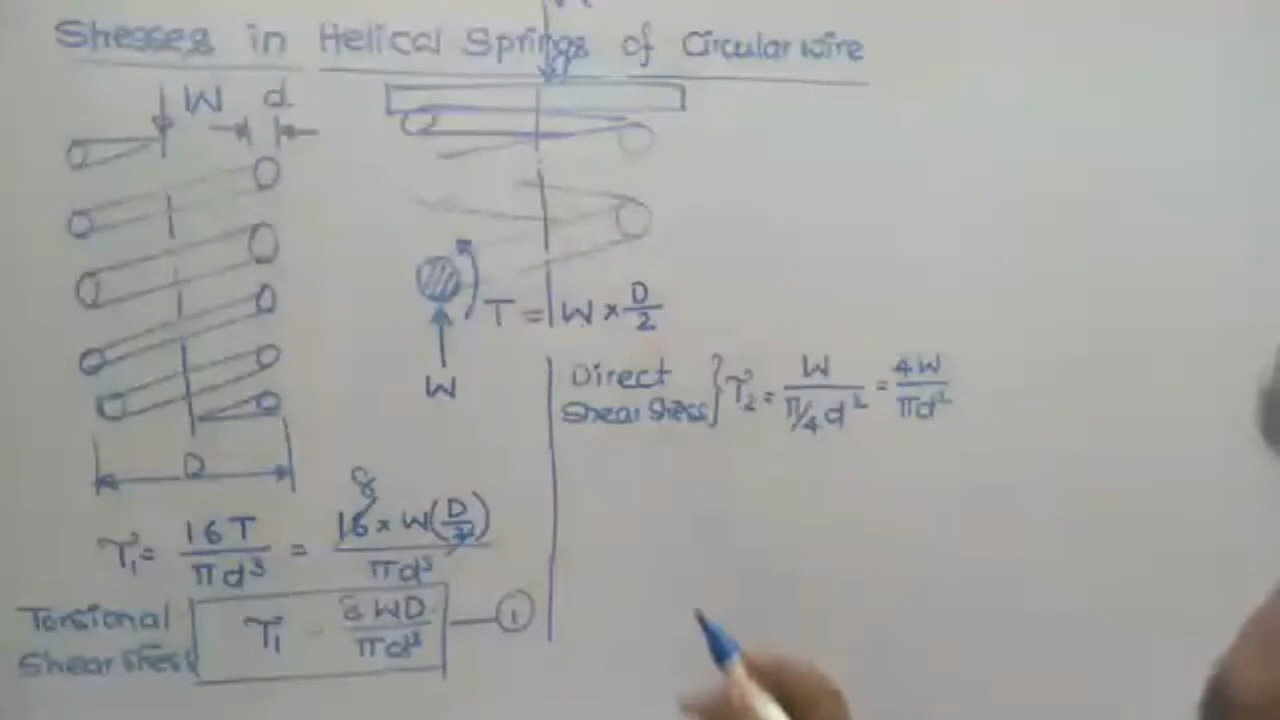 Stresses in Helical Springs of Circular wire
W d
T = W × D/2
W
D
Direct
Shear Stress } τ₂ = W / (π/4 d²) = 4W / πd²
τ₁ = 16T / πd³ = 16 × W(D/2) / πd³
8
Torsional
Shear Stress
τ₁ = 8WD / πd³ — ①